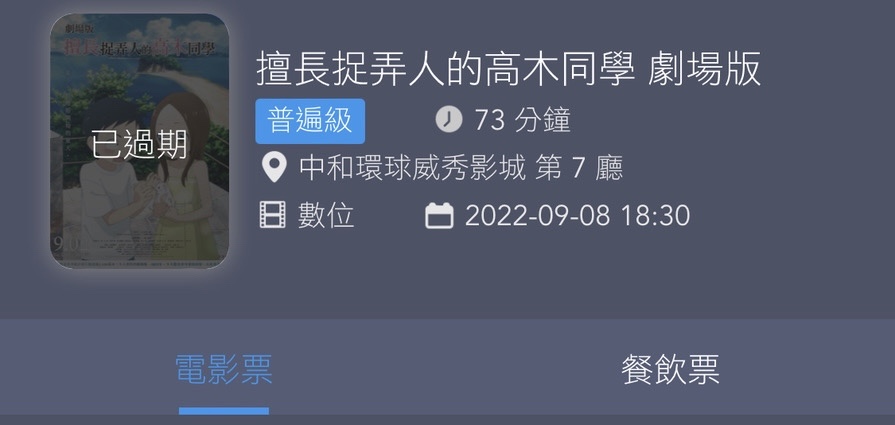 劇場版
擅長捉弄人的高木同學
已過期
擅長捉弄人的高木同學 劇場版
普遍級
73 分鐘
中和環球威秀影城 第 7 廳
數位
2022-09-08 18:30
電影票
餐飲票